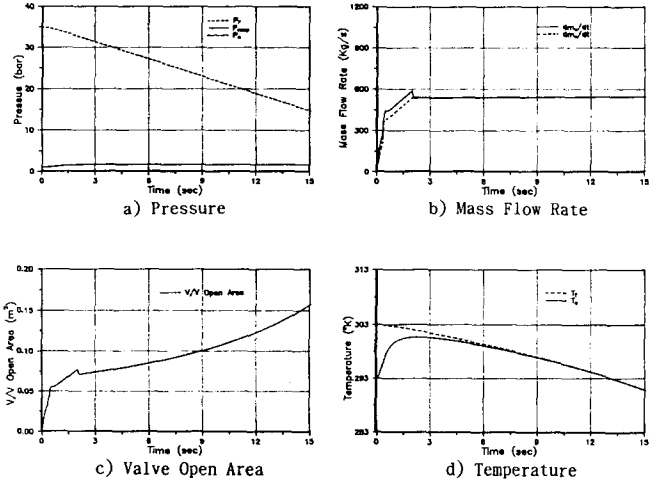 40
30
20
10
0
Pressus (bar)
0 3 6 9 12 15
Time (sec)
a) Pressure
1200
900
600
300
0
Mass Flow Rate (Kg/s)
0 3 6 9 12 15
Time (sec)
b) Mass Flow Rate
0.20
0.15
0.10
0.05
0.00
V/V Open Area (m²)
V/V Open Area
0 3 6 9 12 15
Time (sec)
c) Valve Open Area
313
303
293
283
Temperature (°K)
0 3 6 9 12 15
Time (sec)
d) Temperature